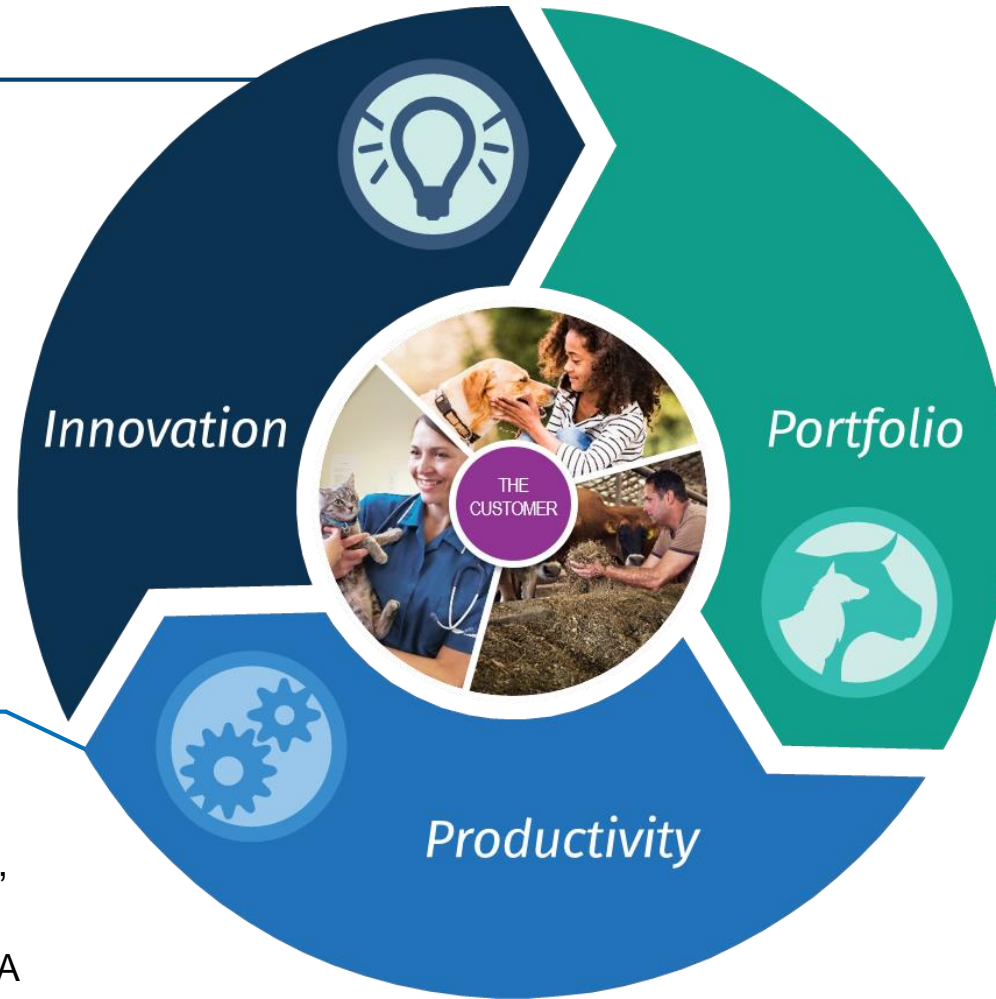 Innovation
Portfolio
THE
CUSTOMER
Productivity
,
A